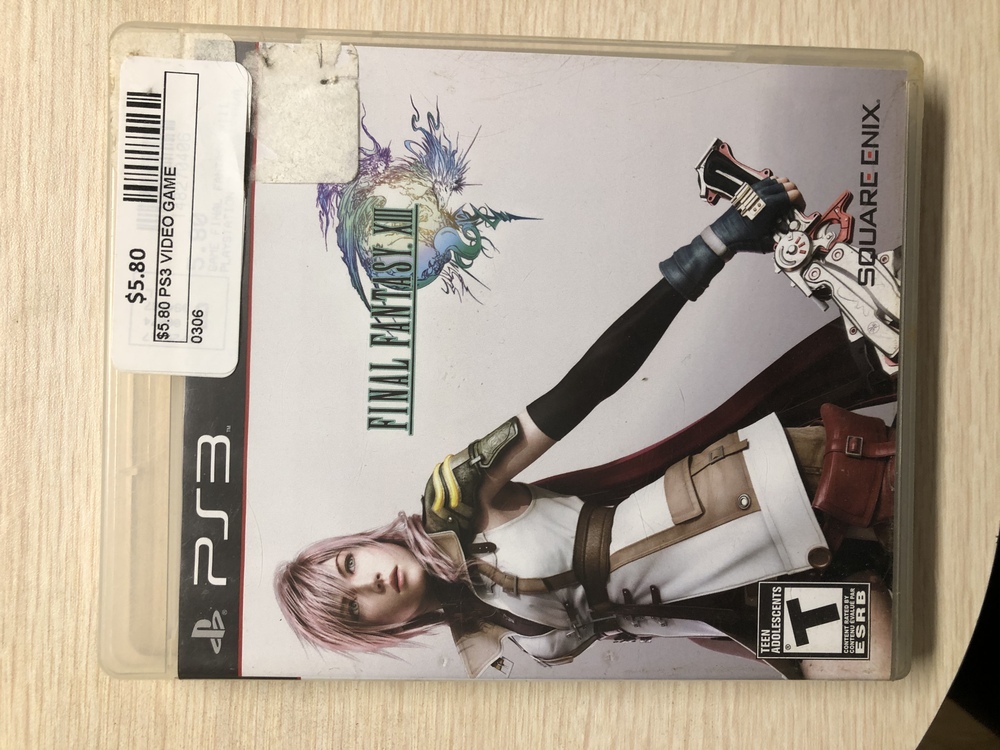 $5.80
$5.80 PS3 VIDEO GAME
0306
PS3
FINAL FANTASY XIII
TEEN
ADOLESCENTS
T
CONTENT RATED BY
CONTENU ÉVALUÉ PAR
ESRB
SQUARE ENIX